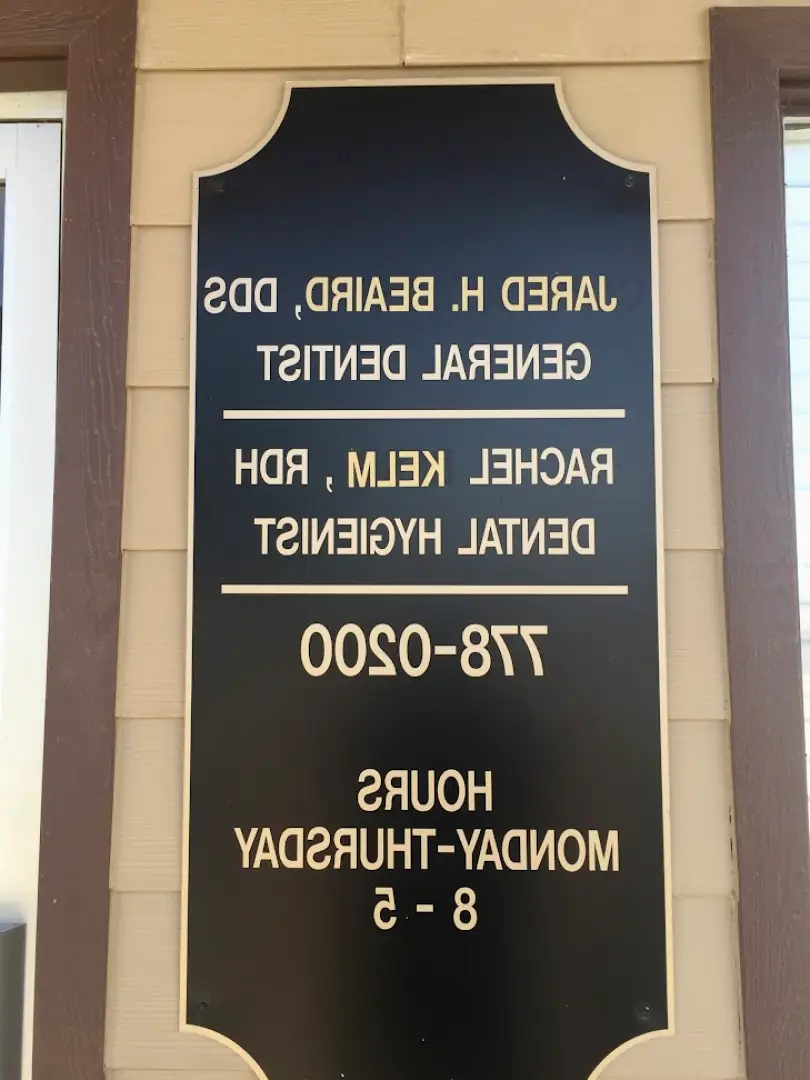 JARED H. BEAIRD, DDS
GENERAL DENTIST
RACHEL KELM, RDH
DENTAL HYGIENIST
778-0200
HOURS
MONDAY-THURSDAY
8 - 5